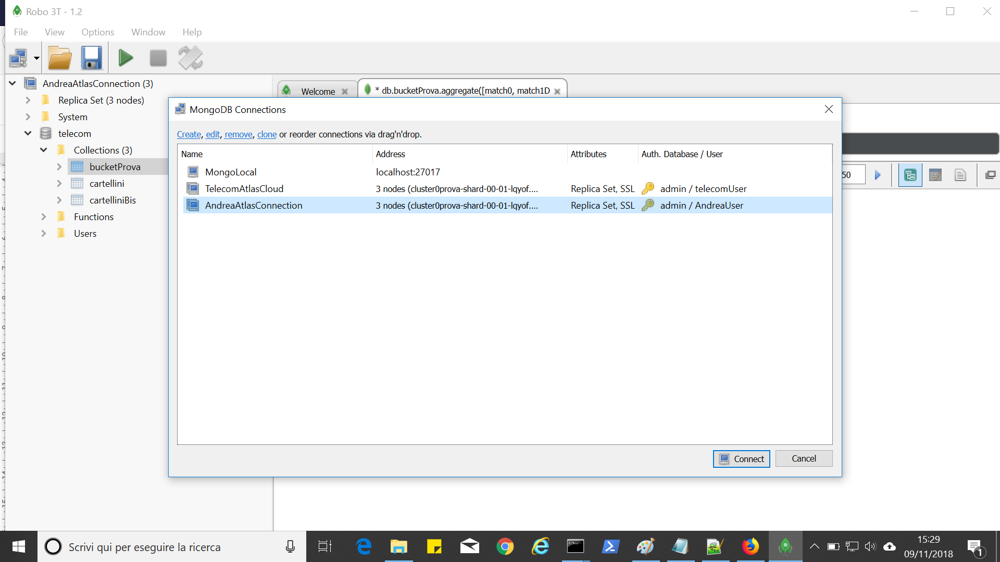 Robo 3T - 1.2
File View Options Window Help
AndreaAtlasConnection (3)
Replica Set (3 nodes)
System
telecom
Collections (3)
bucketProva
cartellini
cartelliniBis
Functions
Users
Welcome
* db.bucketProva.aggregate([match0, match1D
MongoDB Connections
Create, edit, remove, clone or reorder connections via drag'n'drop.
Name Address Attributes Auth. Database / User
MongoLocal localhost:27017
TelecomAtlasCloud 3 nodes (cluster0prova-shard-00-01-lqyof.... Replica Set, SSL admin / telecomUser
AndreaAtlasConnection 3 nodes (cluster0prova-shard-00-01-lqyof.... Replica Set, SSL admin / AndreaUser
50
Connect Cancel
Scrivi qui per eseguire la ricerca
15:29
09/11/2018
1